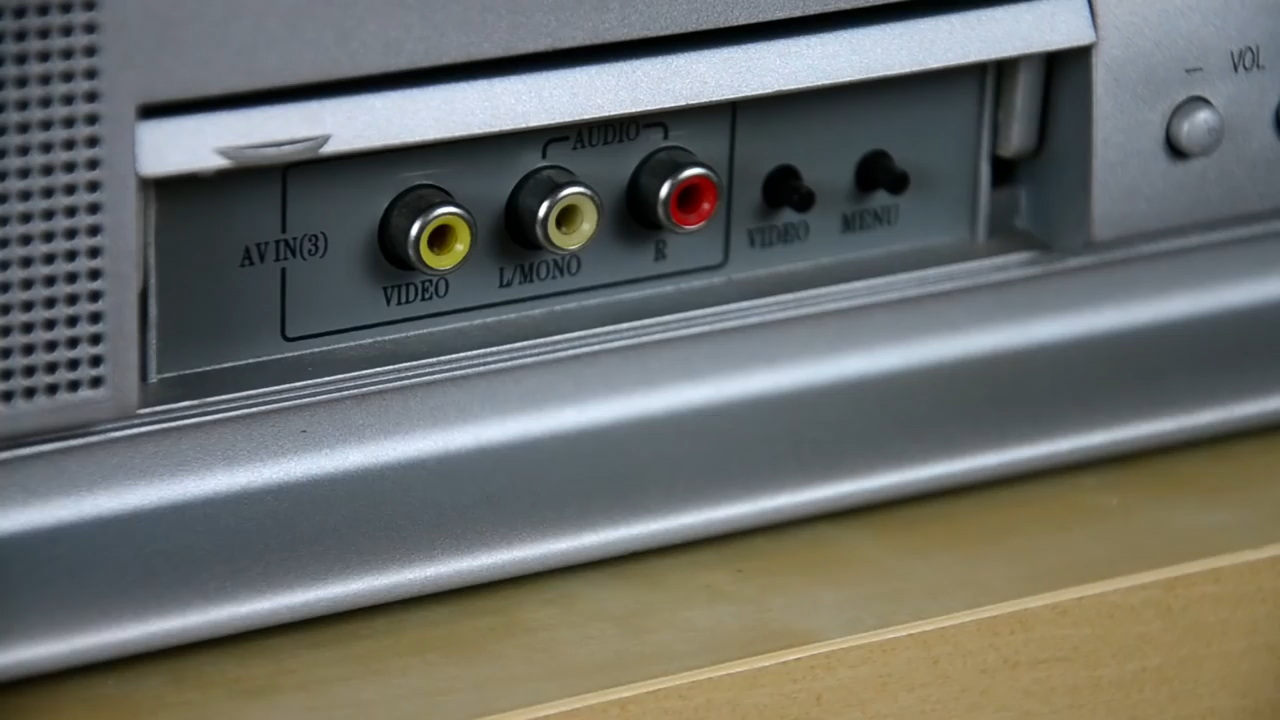 AUDIO
AV IN(3)
VIDEO
L/MONO
R
VIDEO
MENU
– VOL